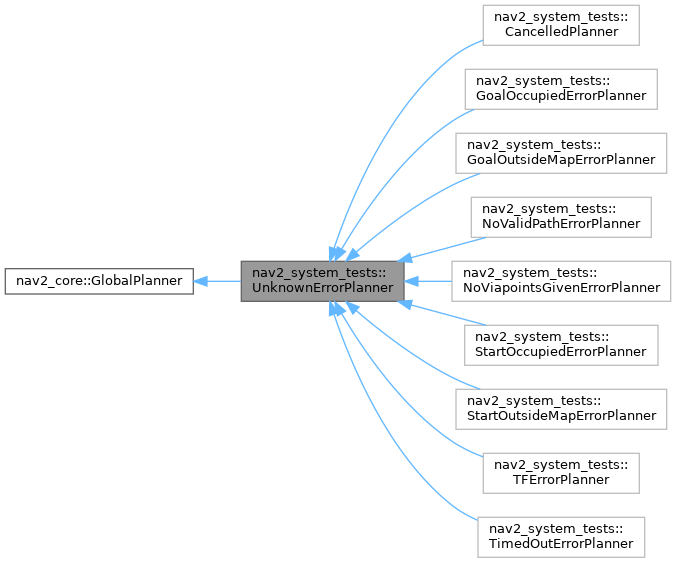 nav2_system_tests::
CancelledPlanner
nav2_system_tests::
GoalOccupiedErrorPlanner
nav2_system_tests::
GoalOutsideMapErrorPlanner
nav2_system_tests::
NoValidPathErrorPlanner
nav2_core::GlobalPlanner
nav2_system_tests::
UnknownErrorPlanner
nav2_system_tests::
NoViapointsGivenErrorPlanner
nav2_system_tests::
StartOccupiedErrorPlanner
nav2_system_tests::
StartOutsideMapErrorPlanner
nav2_system_tests::
TFErrorPlanner
nav2_system_tests::
TimedOutErrorPlanner